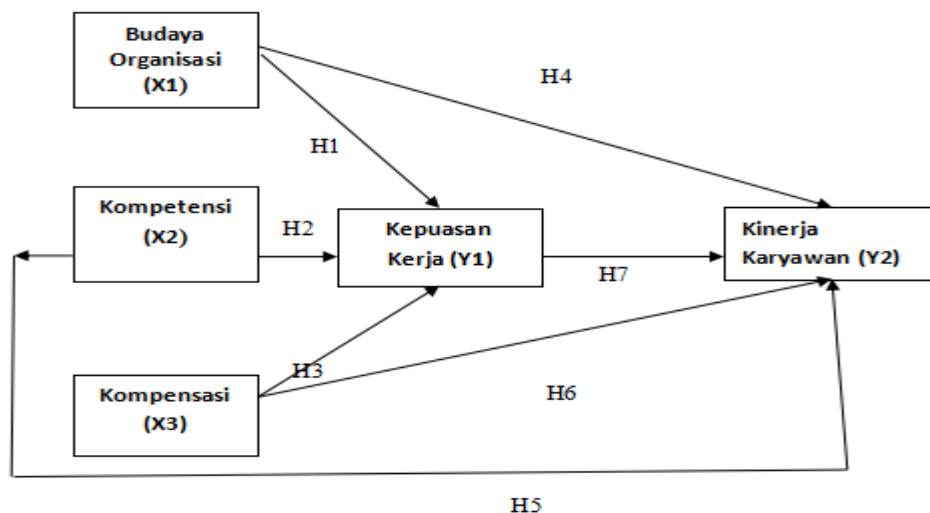 Budaya
Organisasi
(X1)
H4
H1
Kompetensi
(X2)
H2
Kepuasan
Kerja (Y1)
H7
Kinerja
Karyawan (Y2)
H3
Kompensasi
(X3)
H6
H5